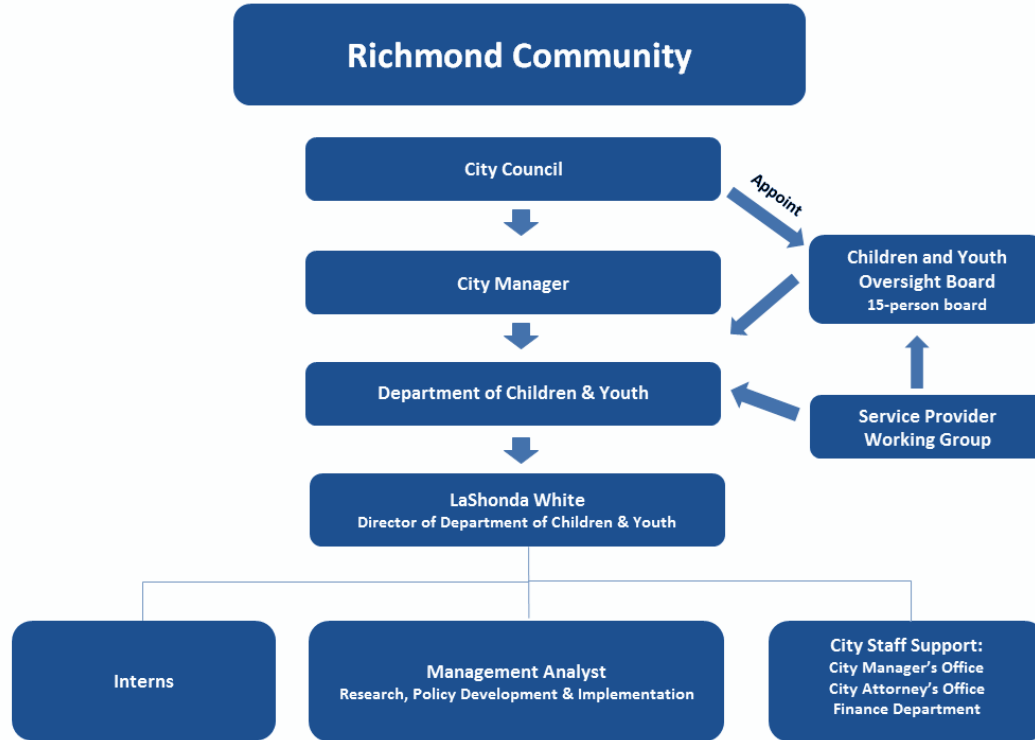 Richmond Community
City Council
Appoint
City Manager
Children and Youth
Oversight Board
15-person board
Department of Children & Youth
Service Provider
Working Group
LaShonda White
Director of Department of Children & Youth
Interns
Management Analyst
Research, Policy Development & Implementation
City Staff Support:
City Manager's Office
City Attorney's Office
Finance Department